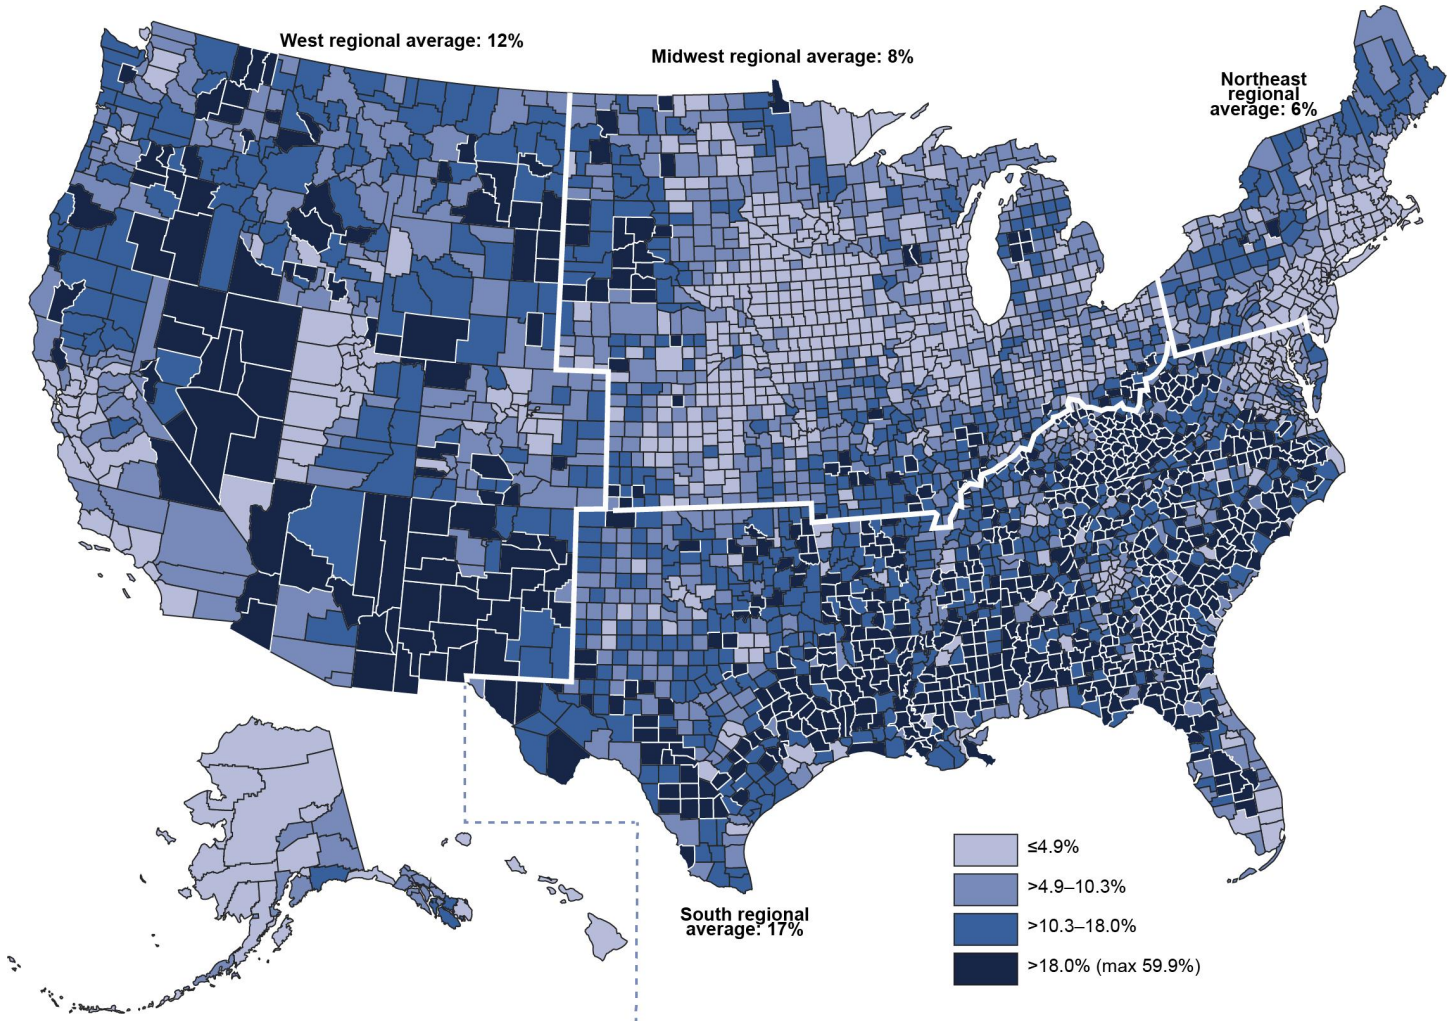 West regional average: 12%
Midwest regional average: 8%
Northeast
regional
average: 6%
South regional
average: 17%
≤4.9%
>4.9–10.3%
>10.3–18.0%
>18.0% (max 59.9%)